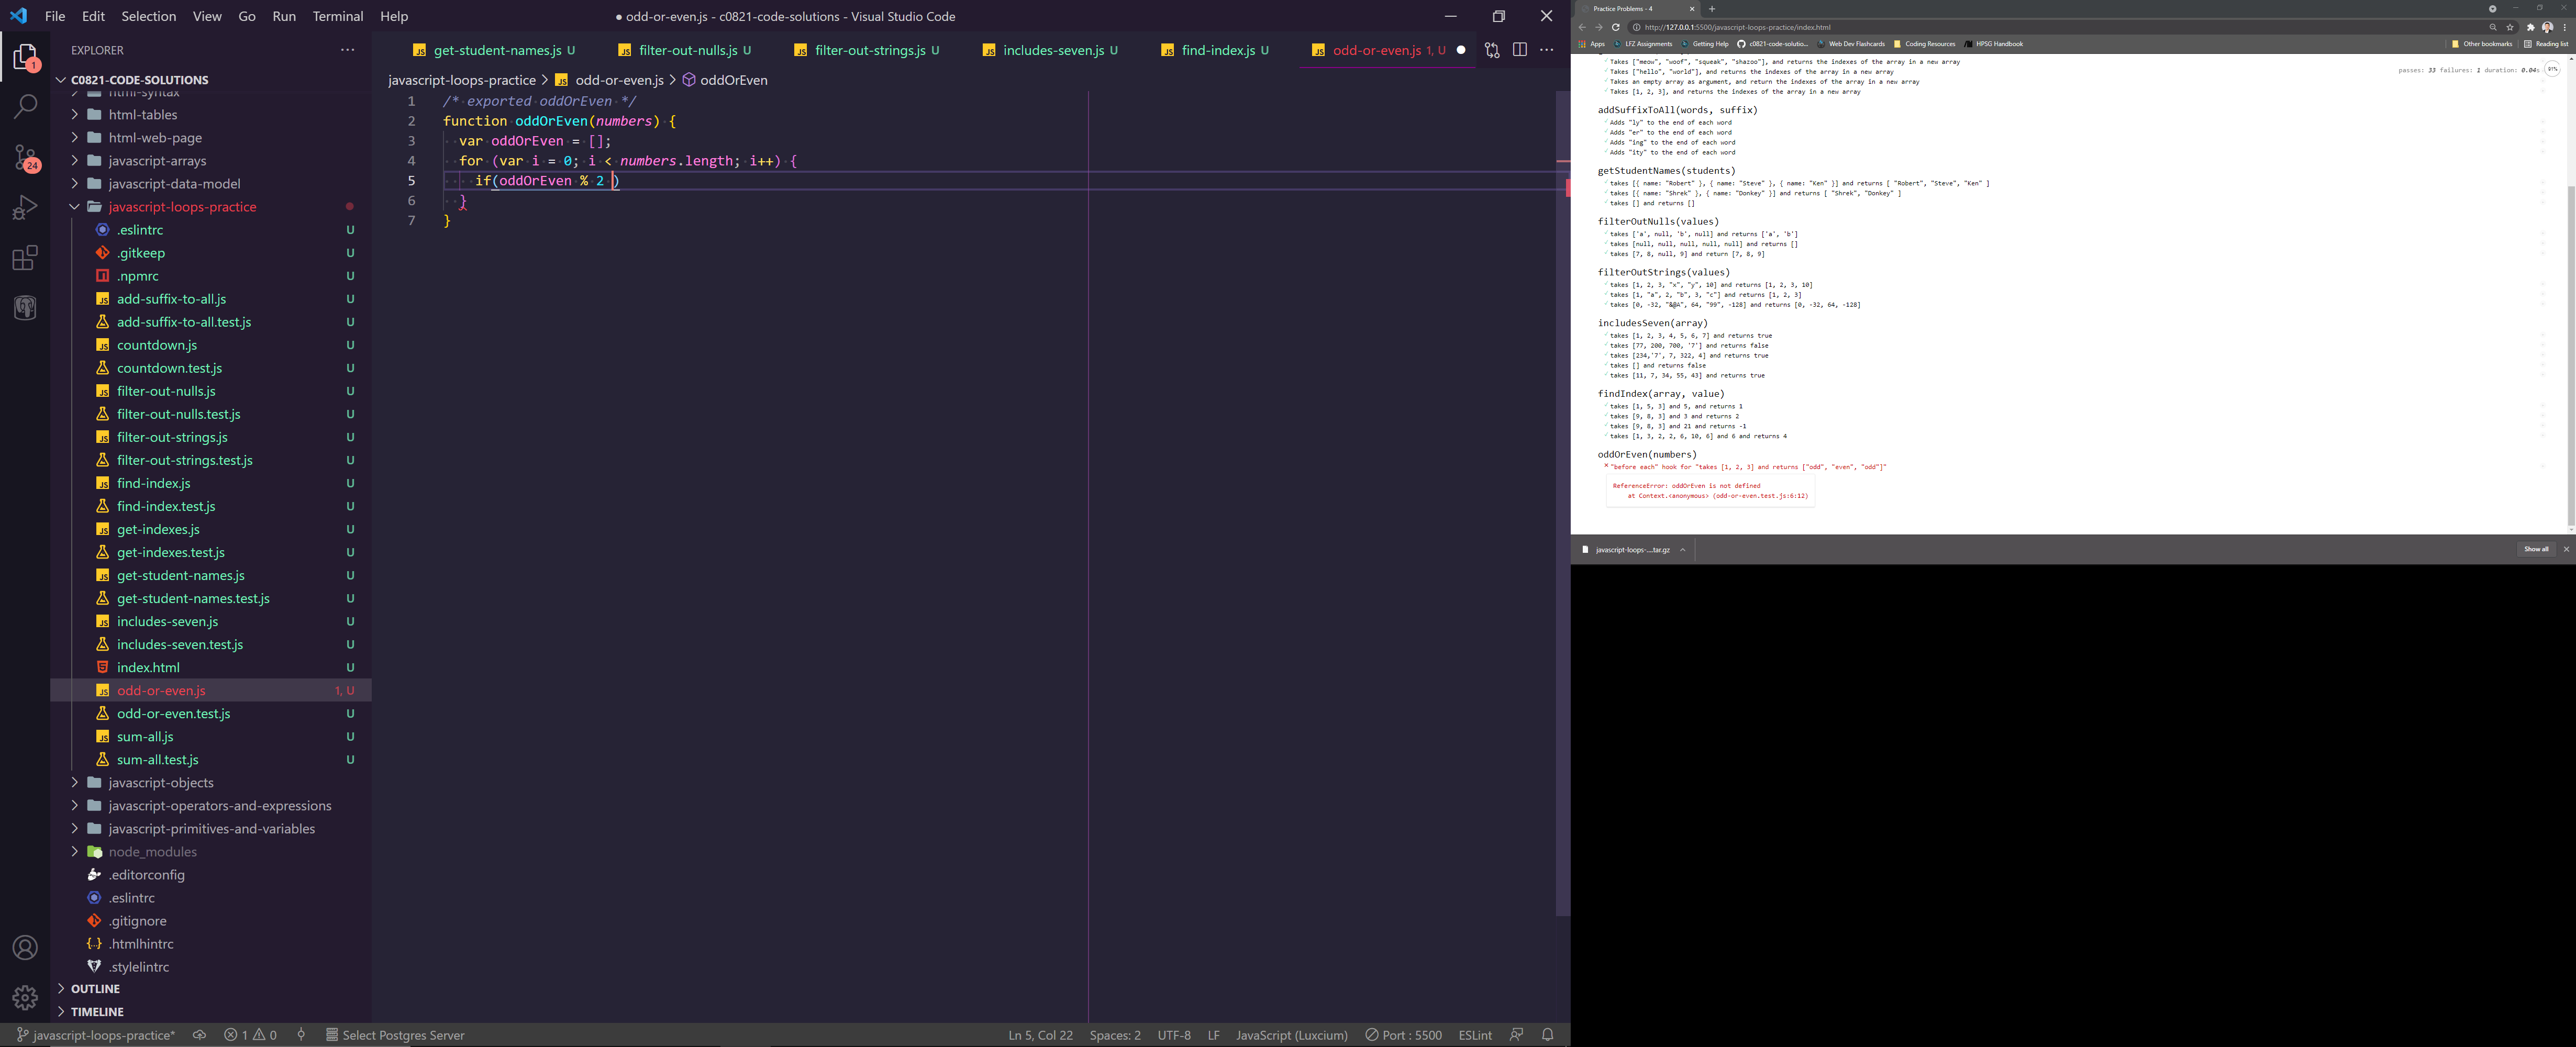 File Edit Selection View Go Run Terminal Help
● odd-or-even.js - c0821-code-solutions - Visual Studio Code
EXPLORER
1
24
C0821-CODE-SOLUTIONS
html-syntax
html-tables
html-web-page
javascript-arrays
javascript-data-model
javascript-loops-practice
.eslintrc U
.gitkeep U
.npmrc U
add-suffix-to-all.js U
add-suffix-to-all.test.js U
countdown.js U
countdown.test.js U
filter-out-nulls.js U
filter-out-nulls.test.js U
filter-out-strings.js U
filter-out-strings.test.js U
find-index.js U
find-index.test.js U
get-indexes.js U
get-indexes.test.js U
get-student-names.js U
get-student-names.test.js U
includes-seven.js U
includes-seven.test.js U
index.html U
odd-or-even.js 1, U
odd-or-even.test.js U
sum-all.js U
sum-all.test.js U
javascript-objects
javascript-operators-and-expressions
javascript-primitives-and-variables
node_modules
.editorconfig
.eslintrc
.gitignore
.htmlhintrc
.stylelintrc
OUTLINE
TIMELINE
get-student-names.js U filter-out-nulls.js U filter-out-strings.js U includes-seven.js U find-index.js U odd-or-even.js 1, U
javascript-loops-practice > odd-or-even.js > oddOrEven
1 /* exported oddOrEven */
2 function oddOrEven(numbers) {
3 var oddOrEven = [];
4 for (var i = 0; i < numbers.length; i++) {
5 if(oddOrEven % 2 )
6 }
7 }
javascript-loops-practice* 1 0 Select Postgres Server
Ln 5, Col 22 Spaces: 2 UTF-8 LF JavaScript (Luxcium) Port : 5500 ESLint
Practice Problems - 4
http://127.0.0.1:5500/javascript-loops-practice/index.html
Apps LFZ Assignments Getting Help c0821-code-solutio... Web Dev Flashcards Coding Resources HPSG Handbook Other bookmarks Reading list
passes: 33 failures: 1 duration: 0.04s
Takes ["meow", "woof", "squeak", "shazoo"], and returns the indexes of the array in a new array
Takes ["hello", "world"], and returns the indexes of the array in a new array
Takes an empty array as argument, and return the indexes of the array in a new array
Takes [1, 2, 3], and returns the indexes of the array in a new array
addSuffixToAll(words, suffix)
Adds "ly" to the end of each word
Adds "er" to the end of each word
Adds "ing" to the end of each word
Adds "ity" to the end of each word
getStudentNames(students)
takes [{ name: "Robert" }, { name: "Steve" }, { name: "Ken" }] and returns [ "Robert", "Steve", "Ken" ]
takes [{ name: "Shrek" }, { name: "Donkey" }] and returns [ "Shrek", "Donkey" ]
takes [] and returns []
filterOutNulls(values)
takes ['a', null, 'b', null] and returns ['a', 'b']
takes [null, null, null, null, null] and returns []
takes [7, 8, null, 9] and return [7, 8, 9]
filterOutStrings(values)
takes [1, 2, 3, "x", "y", 10] and returns [1, 2, 3, 10]
takes [1, "a", 2, "b", 3, "c"] and returns [1, 2, 3]
takes [0, -32, "&@A", 64, "99", -128] and returns [0, -32, 64, -128]
includesSeven(array)
takes [1, 2, 3, 4, 5, 6, 7] and returns true
takes [77, 200, 700, '7'] and returns false
takes [234,'7', 7, 322, 4] and returns true
takes [] and returns false
takes [11, 7, 34, 55, 43] and returns true
findIndex(array, value)
takes [1, 5, 3] and 5, and returns 1
takes [9, 8, 3] and 3 and returns 2
takes [9, 8, 3] and 21 and returns -1
takes [1, 3, 2, 2, 6, 10, 6] and 6 and returns 4
oddOrEven(numbers)
"before each" hook for "takes [1, 2, 3] and returns ["odd", "even", "odd"]"
ReferenceError: oddOrEven is not defined
at Context.<anonymous> (odd-or-even.test.js:6:12)
javascript-loops-....tar.gz
Show all